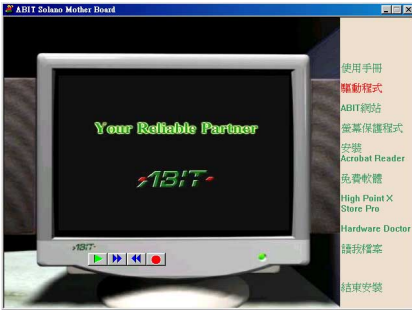 ABIT Solano Mother Board
Your Reliable Partner
ABIT
ABIT
使用手冊
驅動程式
ABIT網站
螢幕保護程式
安裝
Acrobat Reader
免費軟體
High Point X
Store Pro
Hardware Doctor
讀我檔案
結束安裝